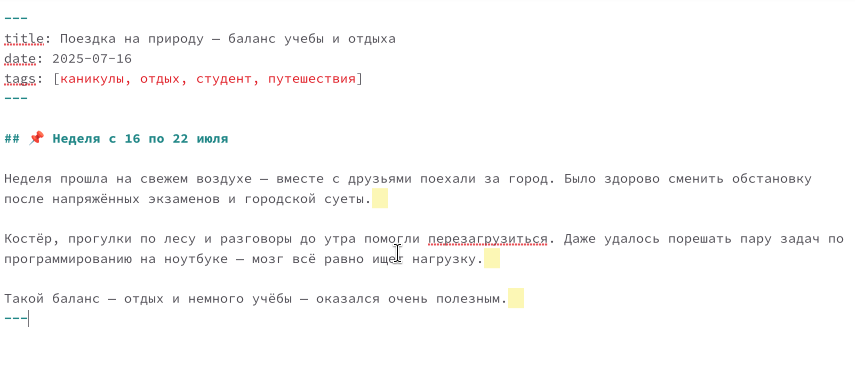 ---
title: Поездка на природу — баланс учебы и отдыха
date: 2025-07-16
tags: [каникулы, отдых, студент, путешествия]
---
## 📌 Неделя с 16 по 22 июля
Неделя прошла на свежем воздухе — вместе с друзьями поехали за город. Было здорово сменить обстановку
после напряжённых экзаменов и городской суеты.
Костёр, прогулки по лесу и разговоры до утра помогли перезагрузиться. Даже удалось порешать пару задач по
программированию на ноутбуке — мозг всё равно ищет нагрузку.
Такой баланс — отдых и немного учёбы — оказался очень полезным.
---